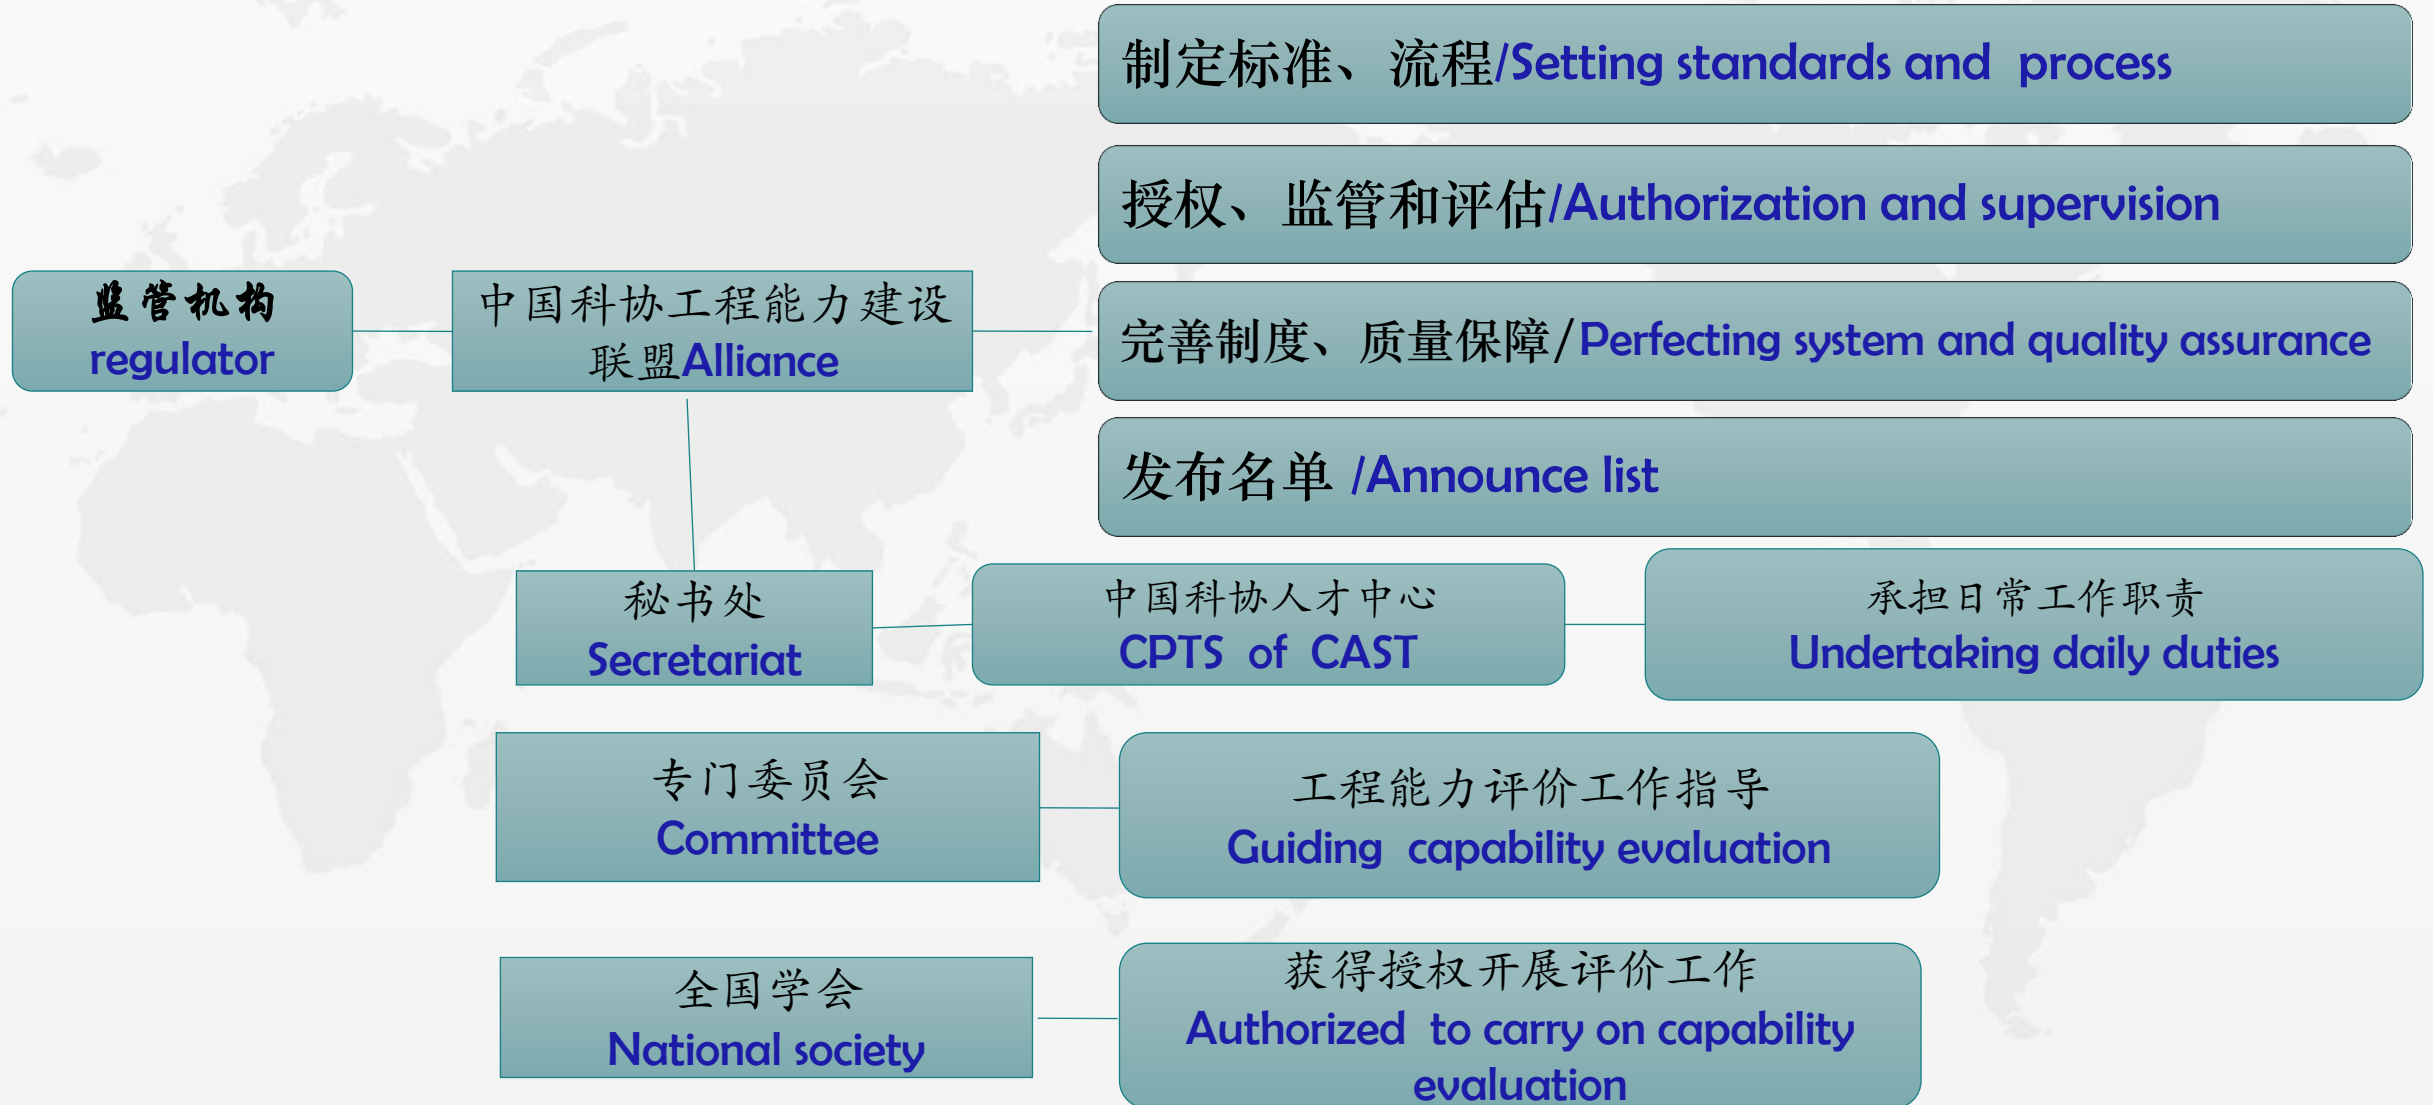 制定标准、流程/Setting standards and process
授权、监管和评估/Authorization and supervision
监管机构
regulator
中国科协工程能力建设
联盟Alliance
完善制度、质量保障/Perfecting system and quality assurance
发布名单 /Announce list
秘书处
Secretariat
中国科协人才中心
CPTS of CAST
承担日常工作职责
Undertaking daily duties
专门委员会
Committee
工程能力评价工作指导
Guiding capability evaluation
全国学会
National society
获得授权开展评价工作
Authorized to carry on capability
evaluation